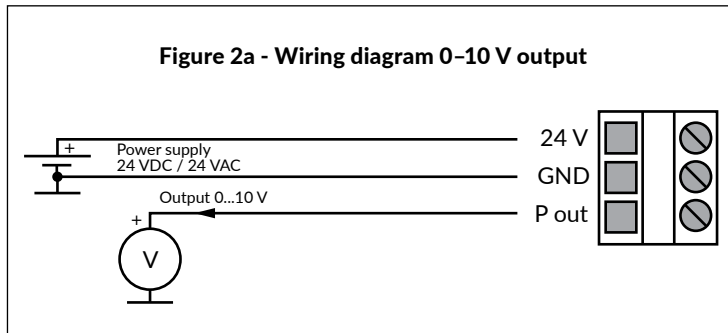 Figure 2a - Wiring diagram 0–10 V output
24 V
+
Power supply
24 VDC / 24 VAC
GND
Output 0...10 V
P out
+
V